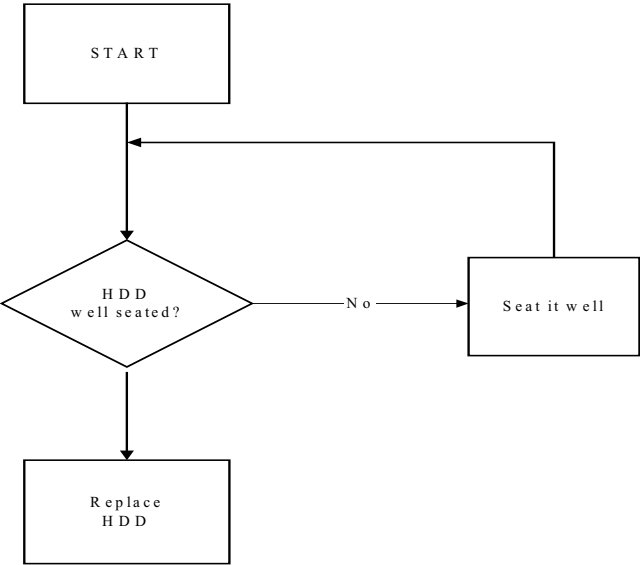 START
HDD
well seated?
No
Seat it well
Replace
HDD